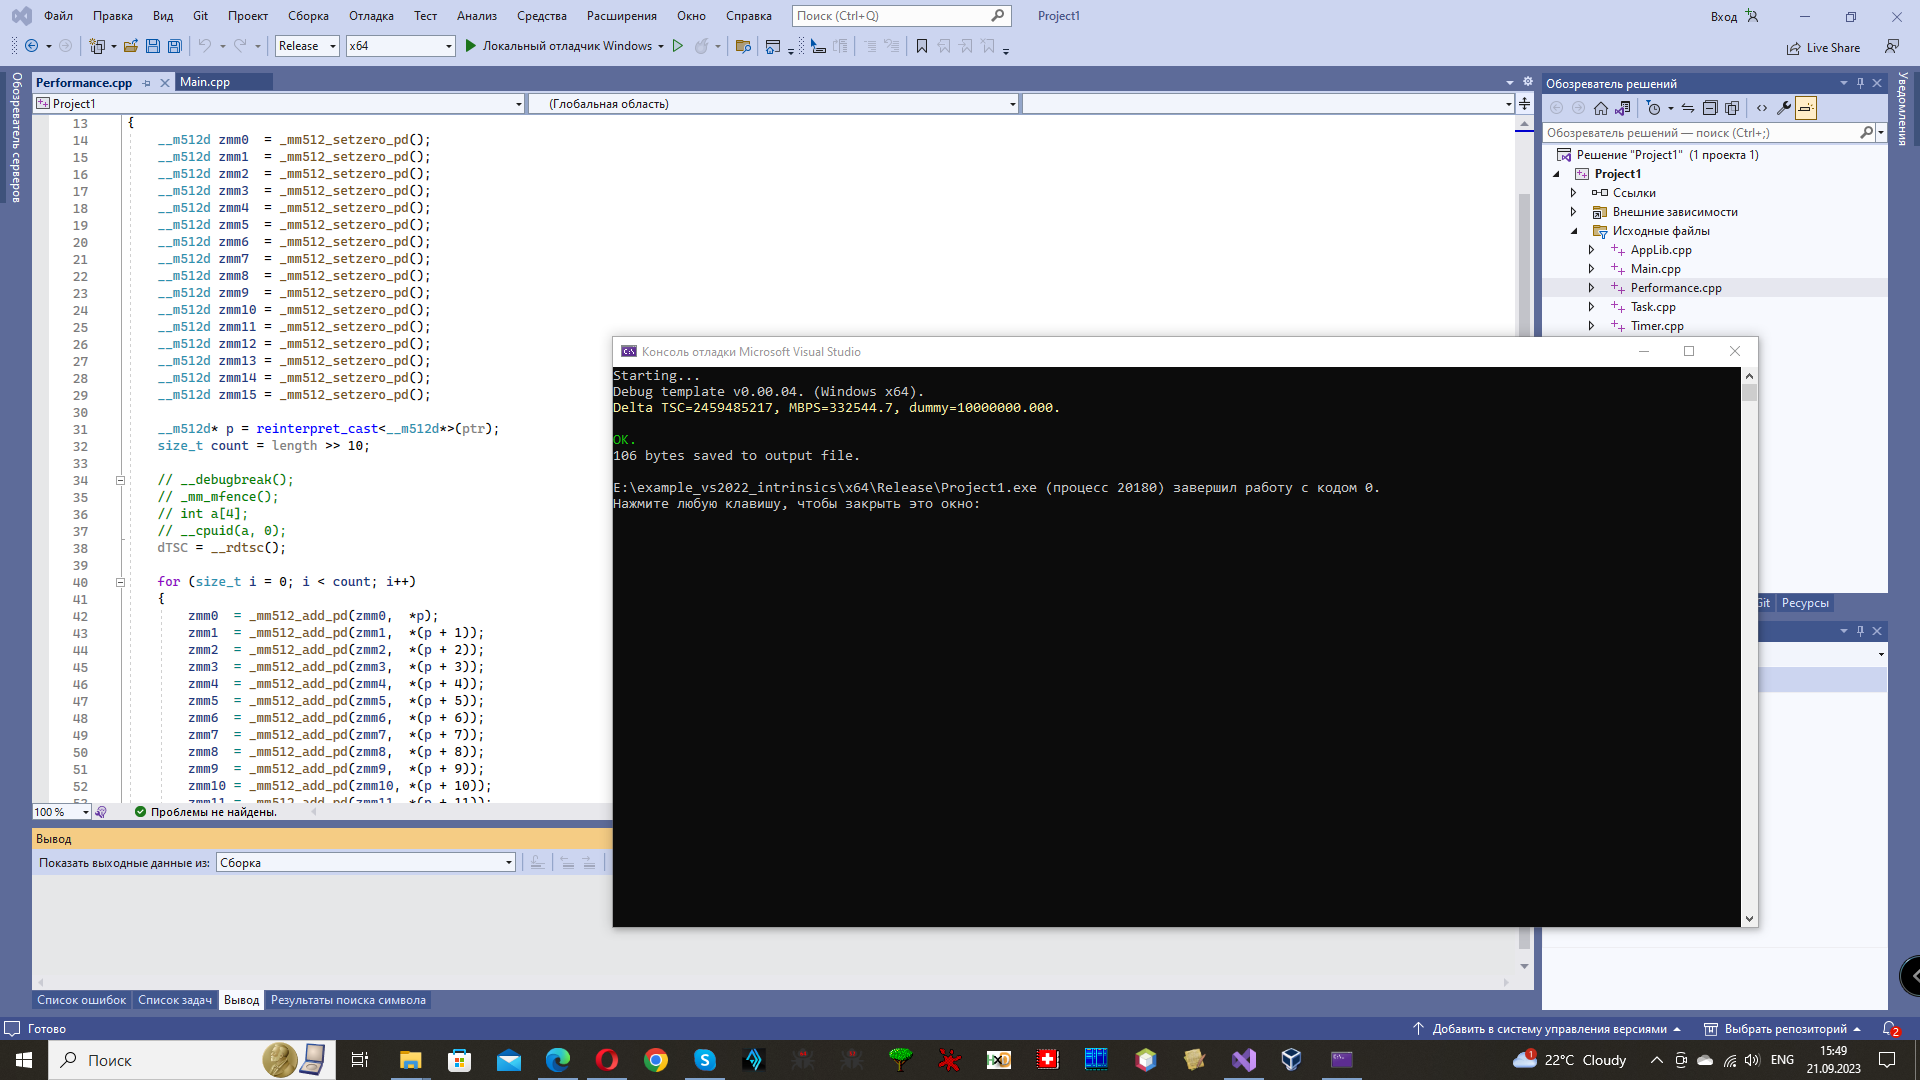 Файл Правка Вид Git Проект Сборка Отладка Тест Анализ Средства Расширения Окно Справка Поиск (Ctrl+Q) Project1 Вход
Release x64 Локальный отладчик Windows Live Share
Обозреватель серверов
Performance.cpp Main.cpp
Project1 (Глобальная область)
13 {
14 __m512d zmm0 = _mm512_setzero_pd();
15 __m512d zmm1 = _mm512_setzero_pd();
16 __m512d zmm2 = _mm512_setzero_pd();
17 __m512d zmm3 = _mm512_setzero_pd();
18 __m512d zmm4 = _mm512_setzero_pd();
19 __m512d zmm5 = _mm512_setzero_pd();
20 __m512d zmm6 = _mm512_setzero_pd();
21 __m512d zmm7 = _mm512_setzero_pd();
22 __m512d zmm8 = _mm512_setzero_pd();
23 __m512d zmm9 = _mm512_setzero_pd();
24 __m512d zmm10 = _mm512_setzero_pd();
25 __m512d zmm11 = _mm512_setzero_pd();
26 __m512d zmm12 = _mm512_setzero_pd();
27 __m512d zmm13 = _mm512_setzero_pd();
28 __m512d zmm14 = _mm512_setzero_pd();
29 __m512d zmm15 = _mm512_setzero_pd();
30
31 __m512d* p = reinterpret_cast<__m512d*>(ptr);
32 size_t count = length >> 10;
33
34 // __debugbreak();
35 // _mm_mfence();
36 // int a[4];
37 // __cpuid(a, 0);
38 dTSC = __rdtsc();
39
40 for (size_t i = 0; i < count; i++)
41 {
42 zmm0 = _mm512_add_pd(zmm0, *p);
43 zmm1 = _mm512_add_pd(zmm1, *(p + 1));
44 zmm2 = _mm512_add_pd(zmm2, *(p + 2));
45 zmm3 = _mm512_add_pd(zmm3, *(p + 3));
46 zmm4 = _mm512_add_pd(zmm4, *(p + 4));
47 zmm5 = _mm512_add_pd(zmm5, *(p + 5));
48 zmm6 = _mm512_add_pd(zmm6, *(p + 6));
49 zmm7 = _mm512_add_pd(zmm7, *(p + 7));
50 zmm8 = _mm512_add_pd(zmm8, *(p + 8));
51 zmm9 = _mm512_add_pd(zmm9, *(p + 9));
52 zmm10 = _mm512_add_pd(zmm10, *(p + 10));
53 zmm11 = _mm512_add_pd(zmm11, *(p + 11));
100 % Проблемы не найдены.
Вывод
Показать выходные данные из: Сборка
Список ошибок Список задач Вывод Результаты поиска символа
Консоль отладки Microsoft Visual Studio
Starting...
Debug template v0.00.04. (Windows x64).
Delta TSC=2459485217, MBPS=332544.7, dummy=10000000.000.
OK.
106 bytes saved to output file.
E:\example_vs2022_intrinsics\x64\Release\Project1.exe (процесс 20180) завершил работу с кодом 0.
Нажмите любую клавишу, чтобы закрыть это окно:
Обозреватель решений
Обозреватель решений — поиск (Ctrl+;)
Решение "Project1" (1 проекта 1)
Project1
Ссылки
Внешние зависимости
Исходные файлы
AppLib.cpp
Main.cpp
Performance.cpp
Task.cpp
Timer.cpp
Git Ресурсы
Уведомления
Готово Добавить в систему управления версиями Выбрать репозиторий 2
Поиск 1 22°C Cloudy ENG 15:49
21.09.2023